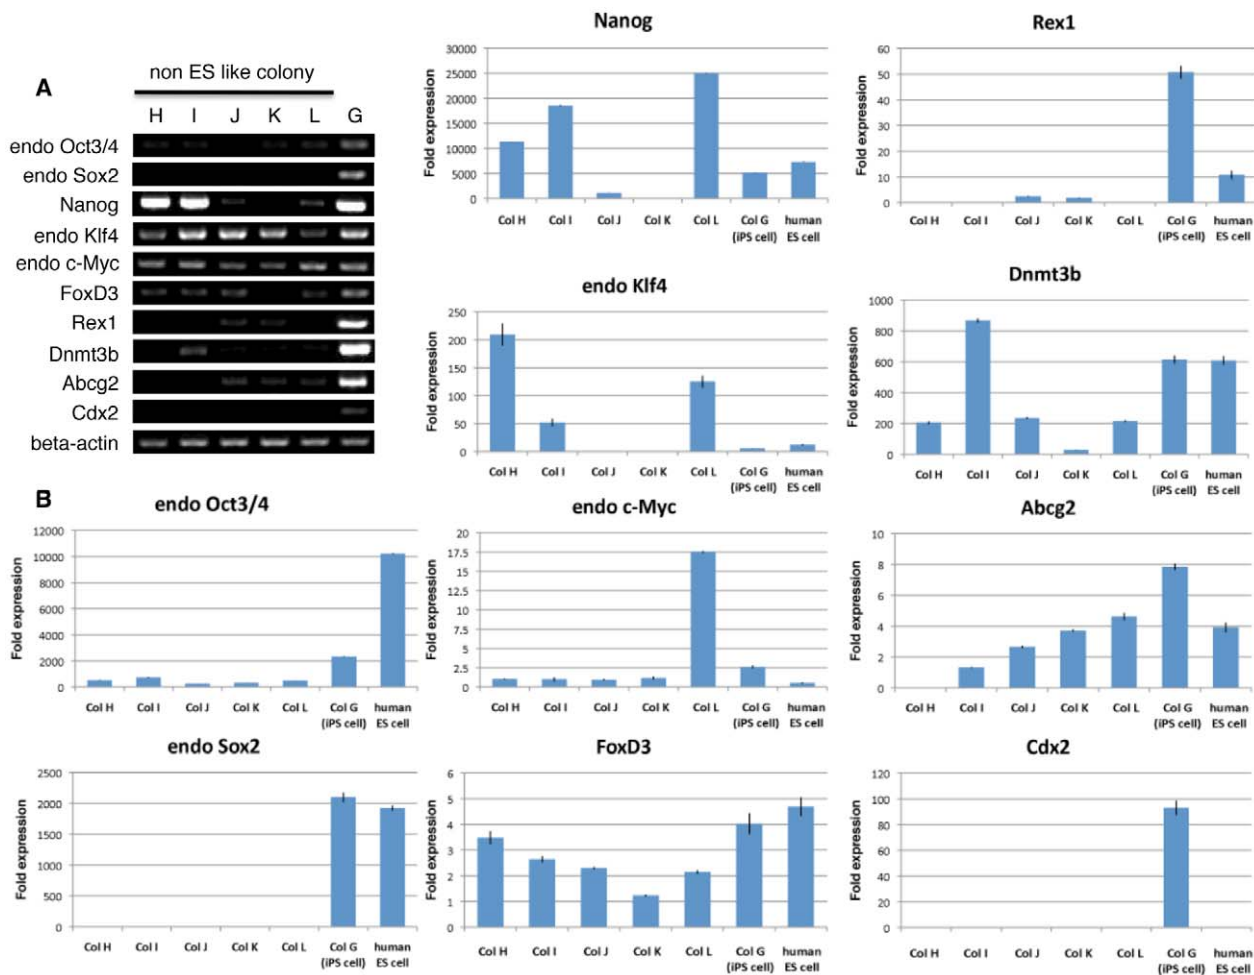 A
non ES like colony
H I J K L G
endo Oct3/4
endo Sox2
Nanog
endo Klf4
endo c-Myc
FoxD3
Rex1
Dnmt3b
Abcg2
Cdx2
beta-actin
Nanog
Fold expression
30000
25000
20000
15000
10000
5000
0
Col H Col I Col J Col K Col L Col G human
(iPS cell) ES cell
Rex1
Fold expression
60
50
40
30
20
10
0
Col H Col I Col J Col K Col L Col G human
(iPS cell) ES cell
endo Klf4
Fold expression
250
200
150
100
50
0
Col H Col I Col J Col K Col L Col G human
(iPS cell) ES cell
Dnmt3b
Fold expression
1000
800
600
400
200
0
Col H Col I Col J Col K Col L Col G human
(iPS cell) ES cell
B
endo Oct3/4
Fold expression
12000
10000
8000
6000
4000
2000
0
Col H Col I Col J Col K Col L Col G human
(iPS cell) ES cell
endo c-Myc
Fold expression
20
17.5
15
12.5
10
7.5
5
2.5
0
Col H Col I Col J Col K Col L Col G human
(iPS cell) ES cell
Abcg2
Fold expression
10
8
6
4
2
0
Col H Col I Col J Col K Col L Col G human
(iPS cell) ES cell
endo Sox2
Fold expression
2500
2000
1500
1000
500
0
Col H Col I Col J Col K Col L Col G human
(iPS cell) ES cell
FoxD3
Fold expression
6
5
4
3
2
1
0
Col H Col I Col J Col K Col L Col G human
(iPS cell) ES cell
Cdx2
Fold expression
120
100
80
60
40
20
0
Col H Col I Col J Col K Col L Col G human
(iPS cell) ES cell